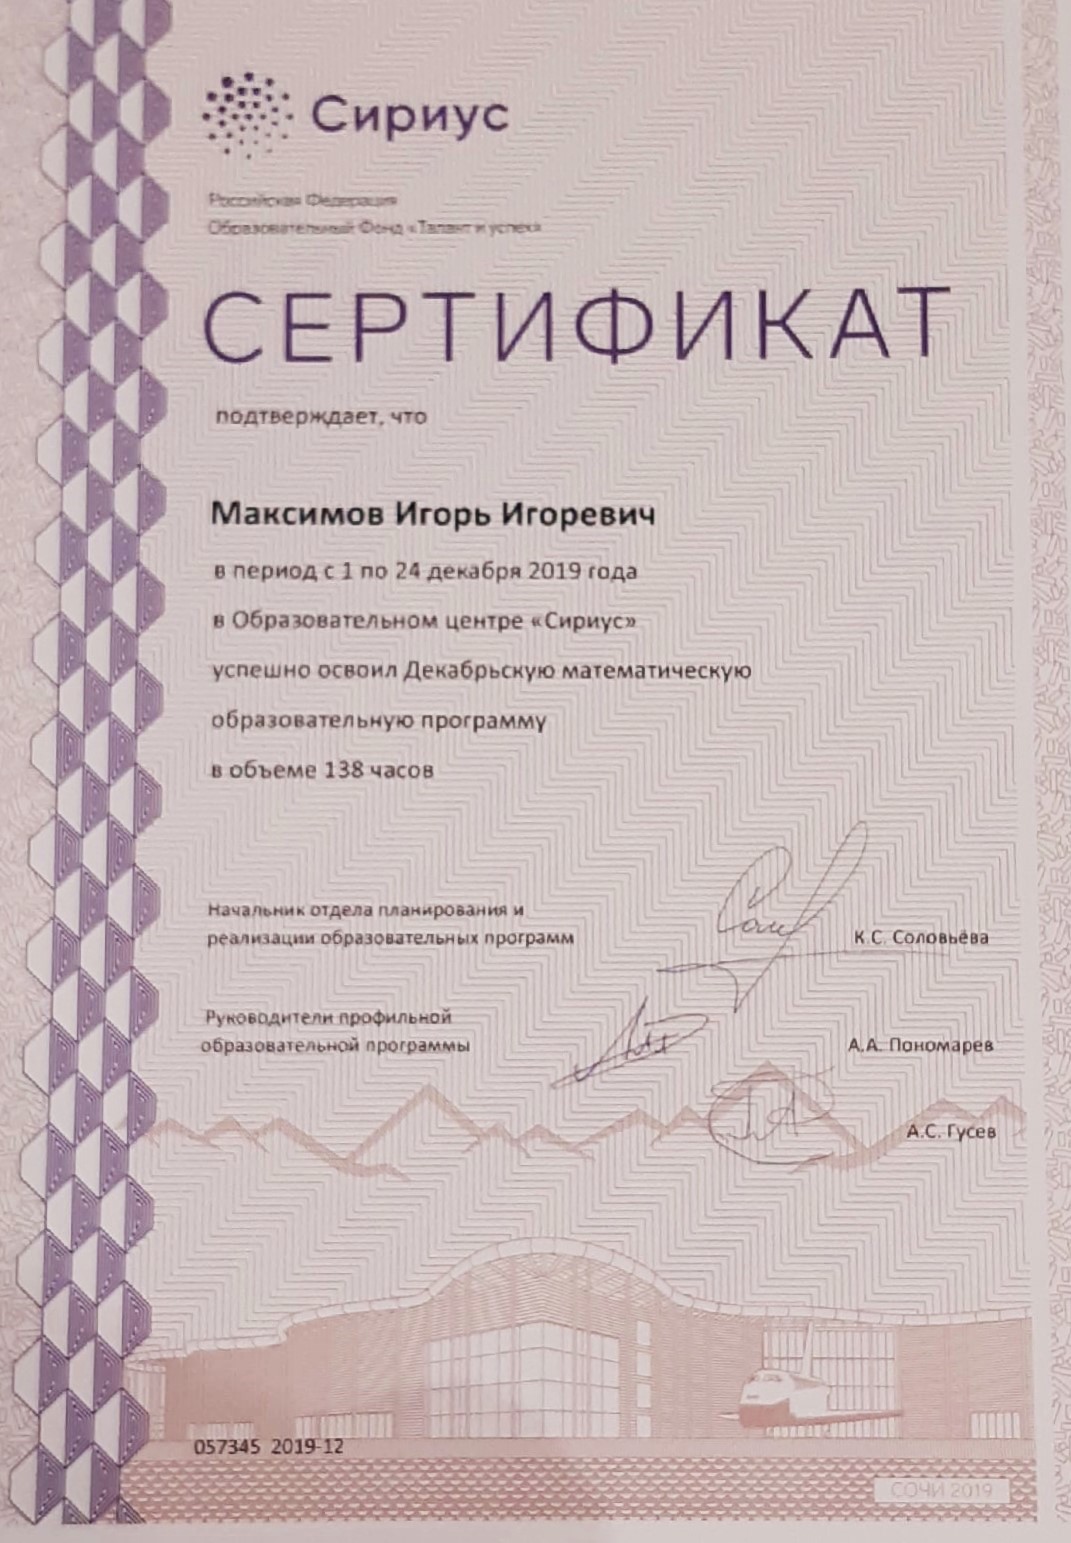 Сириус
Российская Федерация
Образовательный Фонд «Талант и успех»
СЕРТИФИКАТ
подтверждает, что
Максимов Игорь Игоревич
в период с 1 по 24 декабря 2019 года
в Образовательном центре «Сириус»
успешно освоил Декабрьскую математическую
образовательную программу
в объеме 138 часов
Начальник отдела планирования и
реализации образовательных программ
К.С. Соловьёва
Руководители профильной
образовательной программы
А.А. Пономарев
А.С. Гусев
057345 2019-12
СОЧИ 2019